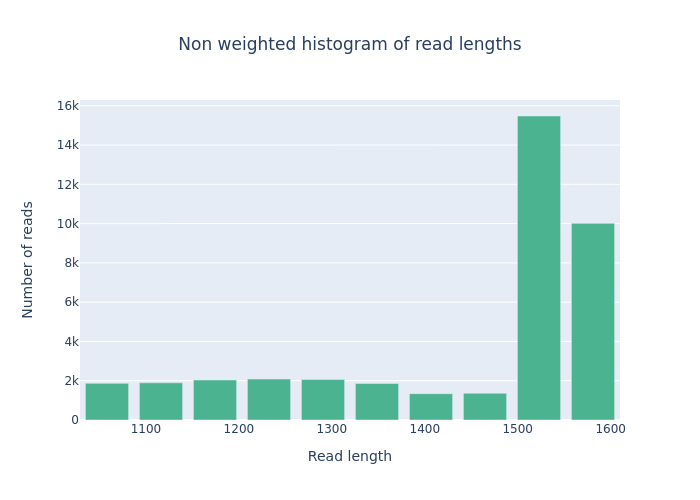 Non weighted histogram of read lengths
16k
14k
12k
10k
8k
6k
4k
2k
0
Number of reads
1100 1200 1300 1400 1500 1600
Read length